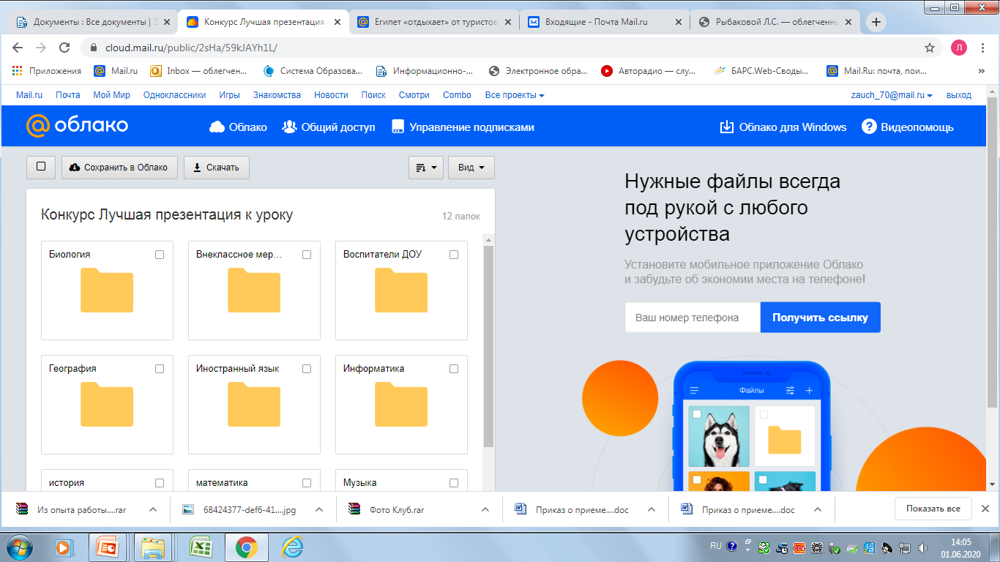 Документы : Все документы | Э
Конкурс Лучшая презентация
Египет «отдыхает» от туристов
Входящие - Почта Mail.ru
Рыбаковой Л.С. — облегченны
cloud.mail.ru/public/2sHa/59kJAYh1L/
Л
Приложения
Mail.ru
Inbox — облегчен...
Система Образова...
Информационно-...
Электронное обра...
Авторадио — слу...
БАРС.Web-Своды...
Mail.Ru: почта, пои...
»
Mail.ru Почта Мой Мир Одноклассники Игры Знакомства Новости Поиск Смотри Combo Все проекты
zauch_70@mail.ru выход
@ облако
Облако Общий доступ Управление подписками
Облако для Windows ? Видеопомощь
Сохранить в Облако Скачать Вид
Конкурс Лучшая презентация к уроку 12 папок
Биология Внеклассное мер... Воспитатели ДОУ
География Иностранный язык Информатика
история математика Музыка
Нужные файлы всегда
под рукой с любого
устройства
Установите мобильное приложение Облако
и забудьте об экономии места на телефоне!
Ваш номер телефона Получить ссылку
Файлы
Из опыта работы....rar
68424377-def6-41....jpg
Фото Клуб.rar
Приказ о приеме....doc
Приказ о приеме....doc
Показать все
RU
14:05
01.06.2020